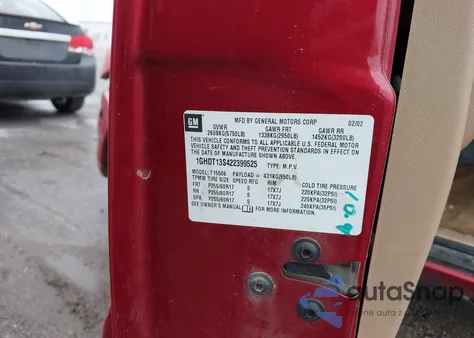 GM
MFD BY GENERAL MOTORS CORP 02/02
GVWR GAWR FRT GAWR RR
2608KG(5750LB) 1338KG(2950LB) 1452KG(3200LB)
THIS VEHICLE CONFORMS TO ALL APPLICABLE U.S. FEDERAL MOTOR
VEHICLE SAFETY AND THEFT PREVENTION STANDARDS IN EFFECT ON
THE DATE OF MANUFACTURE SHOWN ABOVE.
1GHDT13S422399525 TYPE: M.P.V.
MODEL: T15506 PAYLOAD = 431KG(950LB)
TPMW TIRE SIZE SPEED RTG RIM COLD TIRE PRESSURE
FRT P255/60R17 S 17X7J 220KPA(32PSI)
RR P255/60R17 S 17X7J 220KPA(32PSI)
SPA P255/60R17 S 17X7J 240KPA(35PSI)
SEE OWNER'S MANUAL
autoSnap